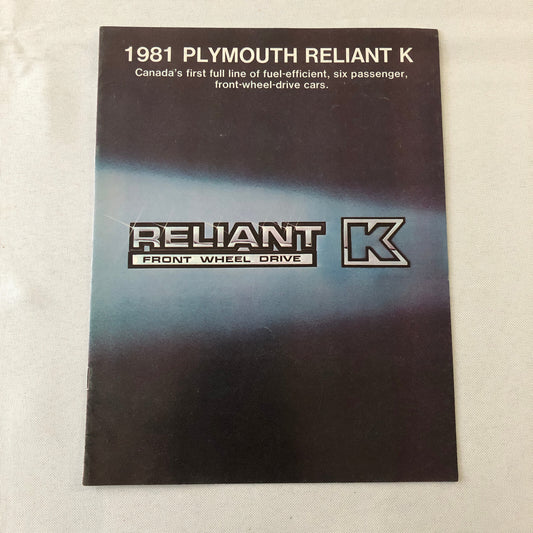 1981 PLYMOUTH RELIANT K
Canada's first full line of fuel-efficient, six passenger,
front-wheel-drive cars.
RELIANT K
FRONT WHEEL DRIVE